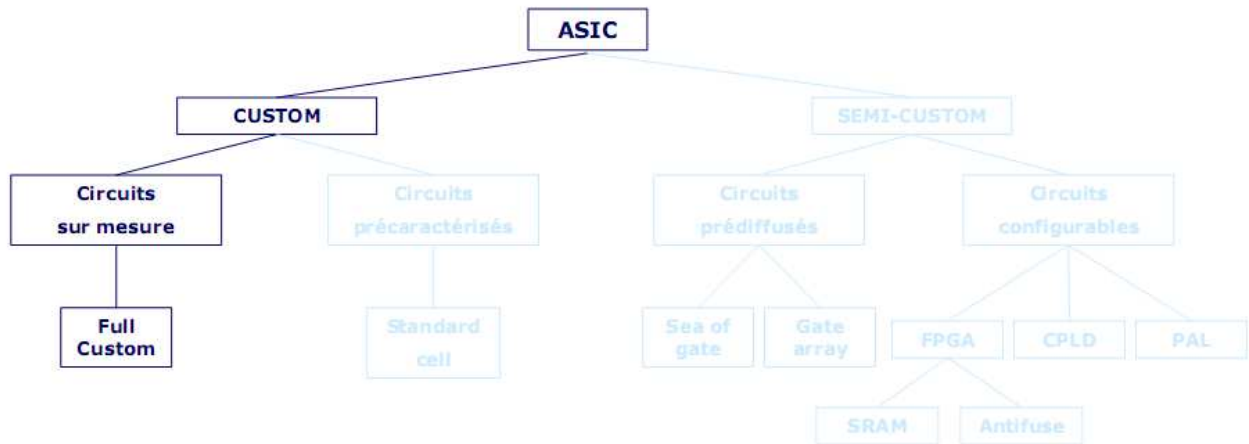 ASIC
CUSTOM
SEMI-CUSTOM
Circuits
sur mesure
Circuits
précaractérisés
Circuits
prédiffusés
Circuits
configurables
Full
Custom
Standard
cell
Sea of
gate
Gate
array
FPGA
CPLD
PAL
SRAM
Antifuse